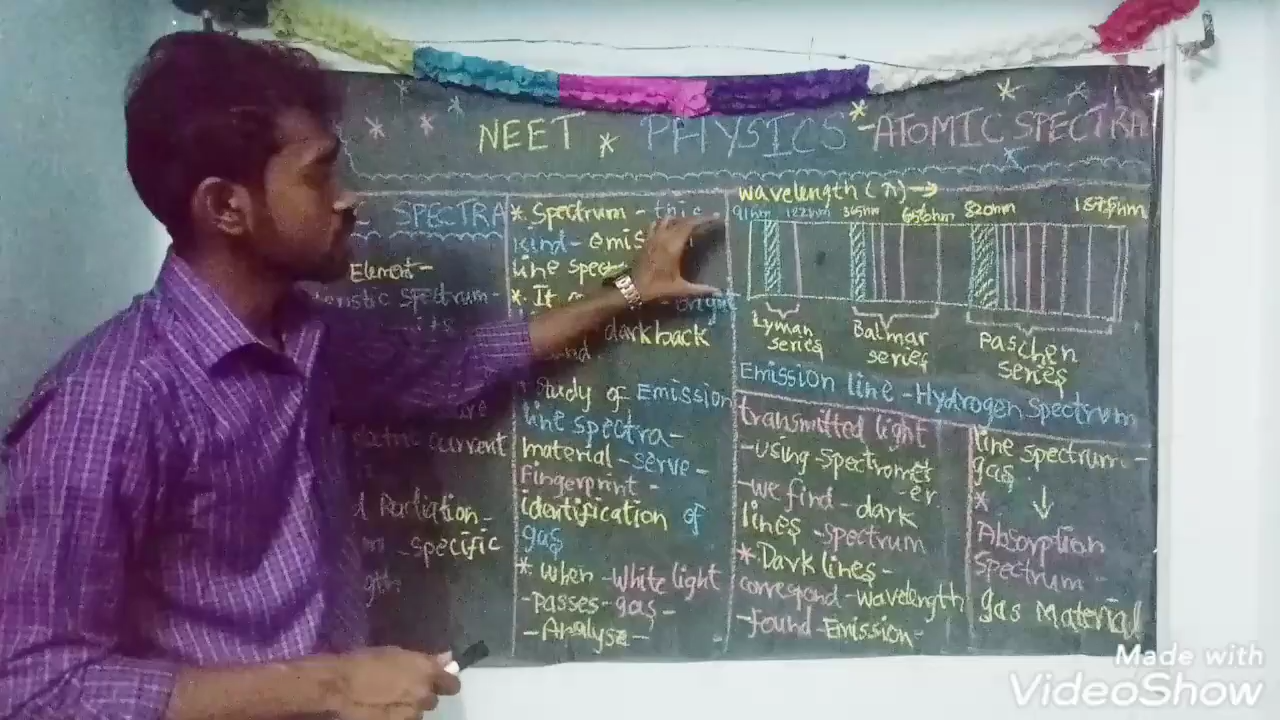 NEET * PHYSICS - ATOMIC SPECTRA
SPECTRA
Element-
Spectrum-
current
Radiation-
-specific
*. Spectrum - this-
kind-
line
*. It
darkback
Study of Emission
line spectra-
material-serve-
Fingerprint-
identification of
gas
*. when -White light
-passes-gas-
-Analyse-
wavelength (λ) →
91nm 122nm 365nm 656nm 820nm 1875nm
Lyman series
Balmar series
Paschen series
Emission line -Hydrogen Spectrum
transmitted light
-using-Spectromet
-er
-we find-dark
lines -spectrum
*. Dark lines-
correspond-wavelength
-found-Emission-
line spectrum-
gas
*. ↓
Absorption
Spectrum-
gas Material
Made with
VideoShow